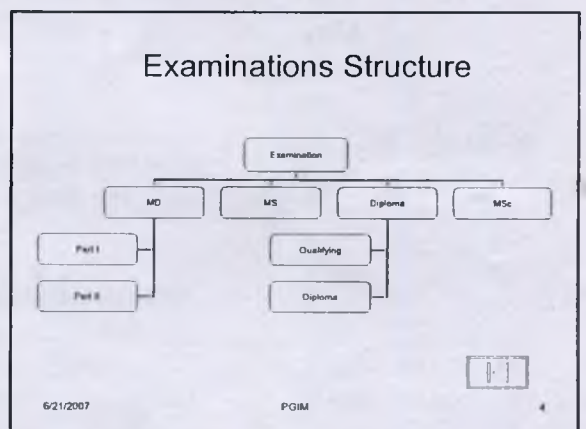 Examinations Structure
Examination
MD MS Diploma MSc
Part I Qualifying
Part II Diploma
6/21/2007 PGIM 4